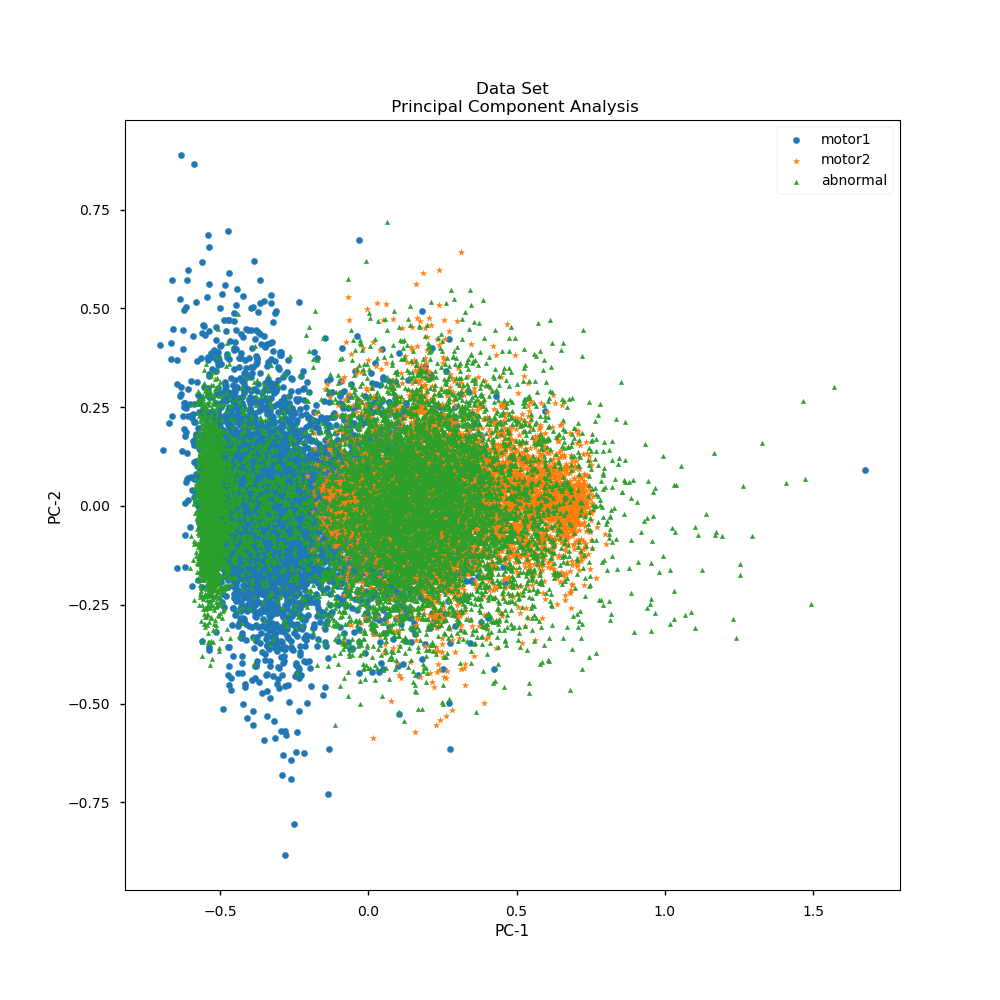 Data Set
Principal Component Analysis
motor1
motor2
abnormal
0.75
0.50
0.25
0.00
−0.25
−0.50
−0.75
PC-2
−0.5
0.0
0.5
1.0
1.5
PC-1